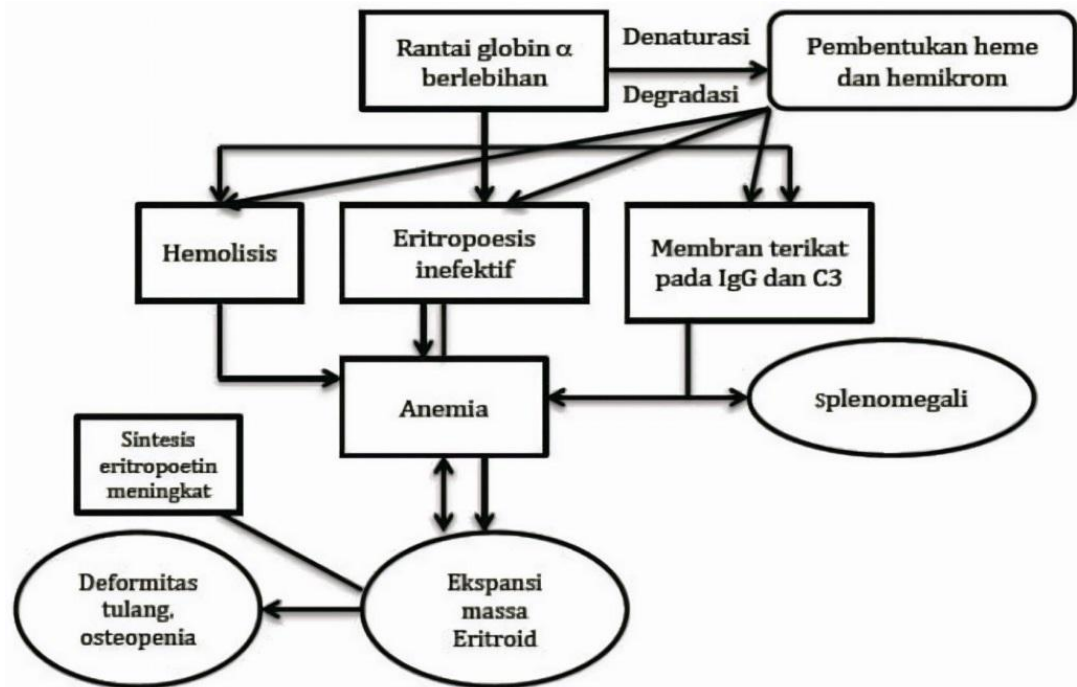 Rantai globin α
berlebihan
Denaturasi
Degradasi
Pembentukan heme
dan hemikrom
Hemolisis
Eritropoesis
inefektif
Membran terikat
pada IgG dan C3
Anemia
splenomegali
Sintesis
eritropoetin
meningkat
Deformitas
tulang,
osteopenia
Ekspansi
massa
Eritroid